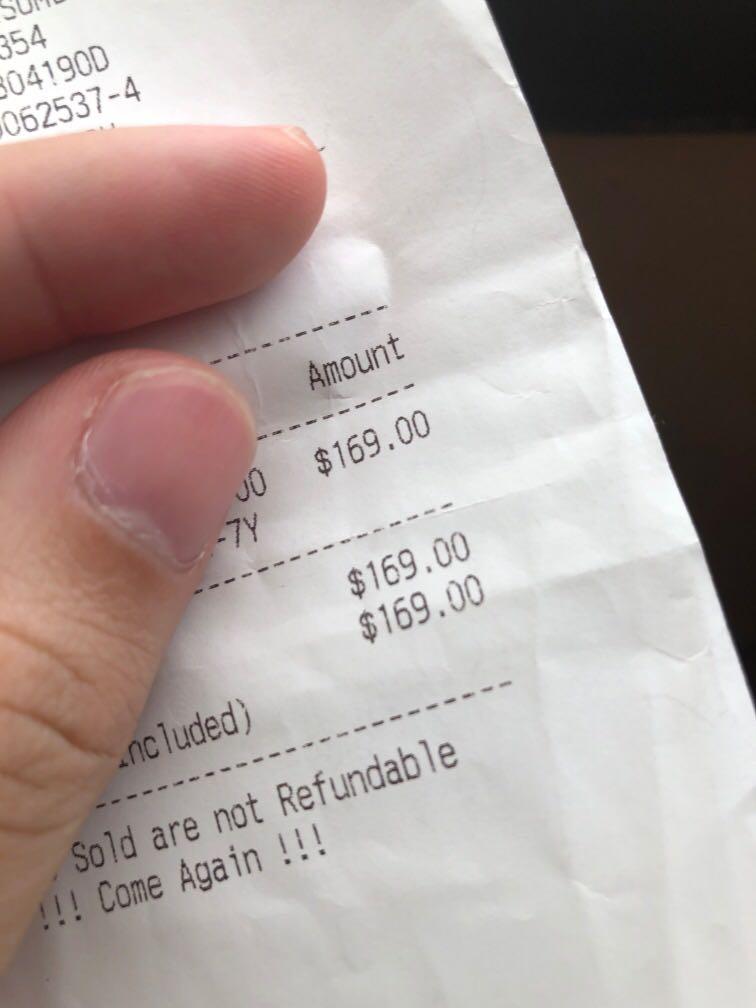 354
304190D
062537-4
Amount
00 $169.00
-7Y
$169.00
$169.00
included)
Sold are not Refundable
!!! Come Again !!!